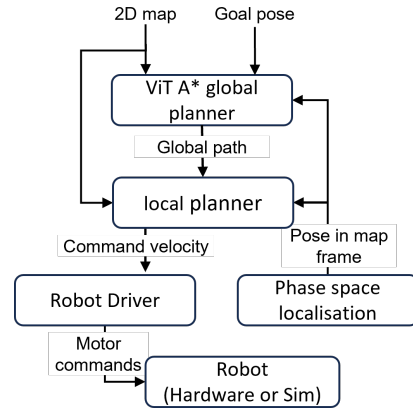 2D map
Goal pose
ViT A* global
planner
Global path
local planner
Command velocity
Pose in map
frame
Robot Driver
Phase space
localisation
Motor
commands
Robot
(Hardware or Sim)